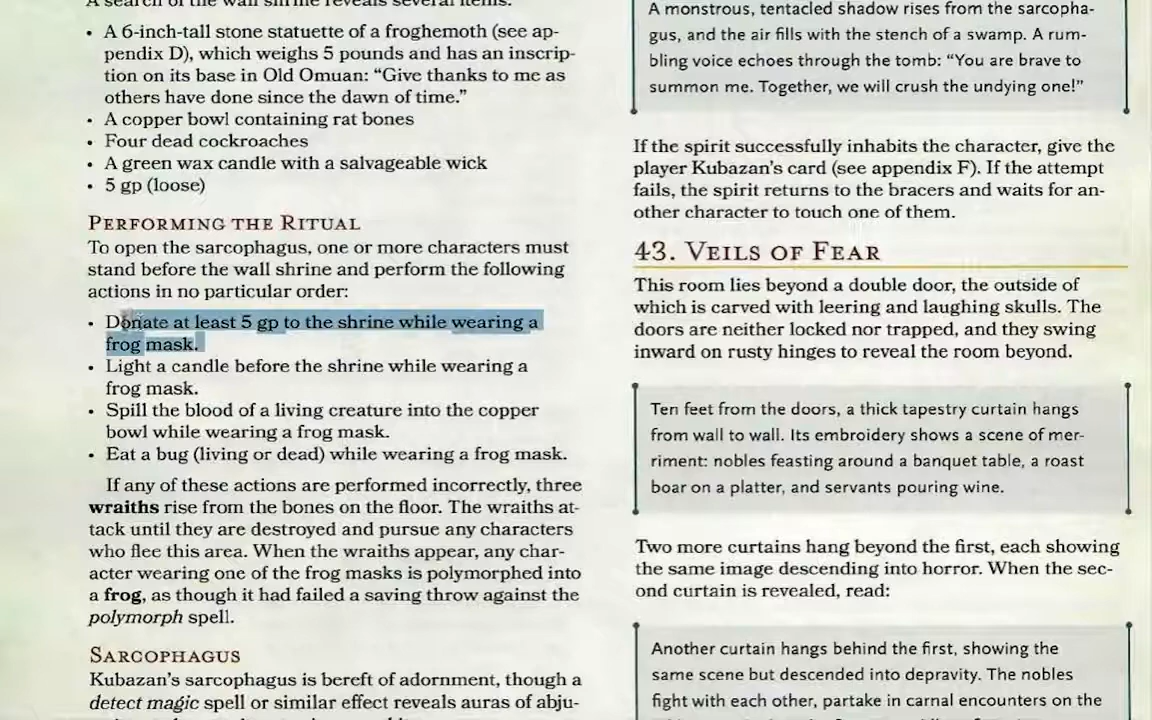 A search of the wall shrine reveals several items:
• A 6-inch-tall stone statuette of a froghemoth (see ap-
pendix D), which weighs 5 pounds and has an inscrip-
tion on its base in Old Omuan: “Give thanks to me as
others have done since the dawn of time.”
• A copper bowl containing rat bones
• Four dead cockroaches
• A green wax candle with a salvageable wick
• 5 gp (loose)
Performing the Ritual
To open the sarcophagus, one or more characters must
stand before the wall shrine and perform the following
actions in no particular order:
• Donate at least 5 gp to the shrine while wearing a
frog mask.
• Light a candle before the shrine while wearing a
frog mask.
• Spill the blood of a living creature into the copper
bowl while wearing a frog mask.
• Eat a bug (living or dead) while wearing a frog mask.
If any of these actions are performed incorrectly, three
wraiths rise from the bones on the floor. The wraiths at-
tack until they are destroyed and pursue any characters
who flee this area. When the wraiths appear, any char-
acter wearing one of the frog masks is polymorphed into
a frog, as though it had failed a saving throw against the
polymorph spell.
Sarcophagus
Kubazan’s sarcophagus is bereft of adornment, though a
detect magic spell or similar effect reveals auras of abju-
A monstrous, tentacled shadow rises from the sarcopha-
gus, and the air fills with the stench of a swamp. A rum-
bling voice echoes through the tomb: “You are brave to
summon me. Together, we will crush the undying one!”
If the spirit successfully inhabits the character, give the
player Kubazan’s card (see appendix F). If the attempt
fails, the spirit returns to the bracers and waits for an-
other character to touch one of them.
43. Veils of Fear
This room lies beyond a double door, the outside of
which is carved with leering and laughing skulls. The
doors are neither locked nor trapped, and they swing
inward on rusty hinges to reveal the room beyond.
Ten feet from the doors, a thick tapestry curtain hangs
from wall to wall. Its embroidery shows a scene of mer-
riment: nobles feasting around a banquet table, a roast
boar on a platter, and servants pouring wine.
Two more curtains hang beyond the first, each showing
the same image descending into horror. When the sec-
ond curtain is revealed, read:
Another curtain hangs behind the first, showing the
same scene but descended into depravity. The nobles
fight with each other, partake in carnal encounters on the